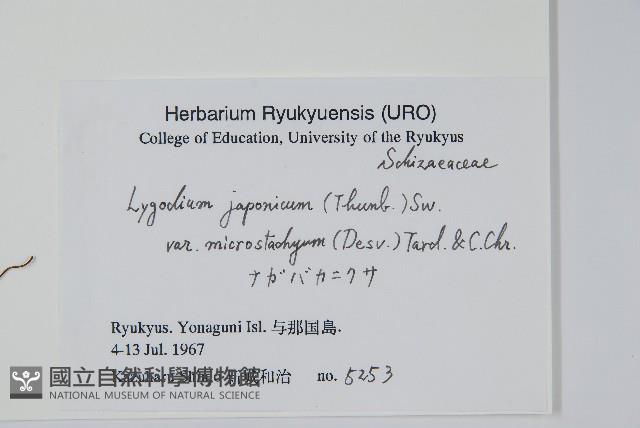 Herbarium Ryukyuensis (URO)
College of Education, University of the Ryukyus
Schizaeaceae
Lygodium japonicum (Thunb.) Sw.
var. microstachyum (Desv.) Tard. & C. Chr.
ナガバカニクサ
Ryukyus. Yonaguni Isl. 与那国島.
4-13 Jul. 1967
和治 no. 5253
國立自然科學博物館
NATIONAL MUSEUM OF NATURAL SCIENCE